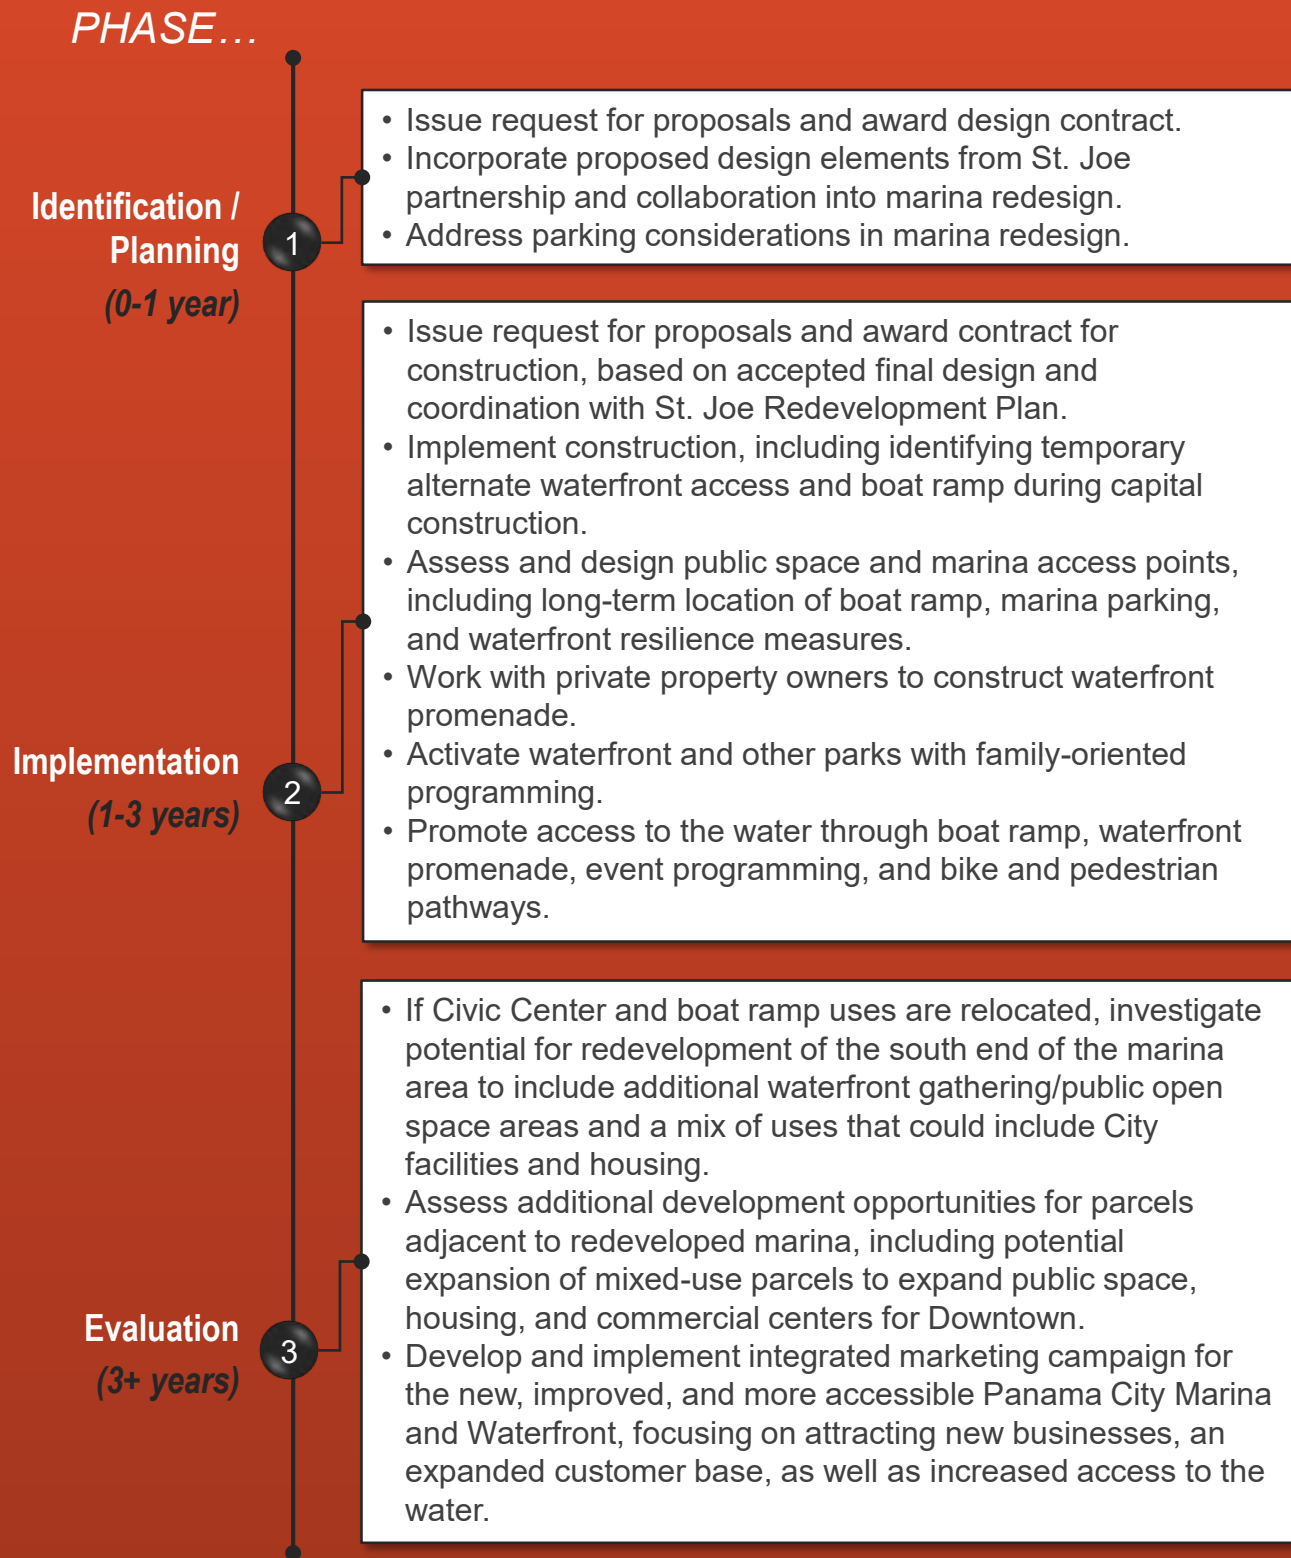 PHASE…
Identification /
Planning
(0-1 year)
1
• Issue request for proposals and award design contract.
• Incorporate proposed design elements from St. Joe
partnership and collaboration into marina redesign.
• Address parking considerations in marina redesign.
Implementation
(1-3 years)
2
• Issue request for proposals and award contract for
construction, based on accepted final design and
coordination with St. Joe Redevelopment Plan.
• Implement construction, including identifying temporary
alternate waterfront access and boat ramp during capital
construction.
• Assess and design public space and marina access points,
including long-term location of boat ramp, marina parking,
and waterfront resilience measures.
• Work with private property owners to construct waterfront
promenade.
• Activate waterfront and other parks with family-oriented
programming.
• Promote access to the water through boat ramp, waterfront
promenade, event programming, and bike and pedestrian
pathways.
Evaluation
(3+ years)
3
• If Civic Center and boat ramp uses are relocated, investigate
potential for redevelopment of the south end of the marina
area to include additional waterfront gathering/public open
space areas and a mix of uses that could include City
facilities and housing.
• Assess additional development opportunities for parcels
adjacent to redeveloped marina, including potential
expansion of mixed-use parcels to expand public space,
housing, and commercial centers for Downtown.
• Develop and implement integrated marketing campaign for
the new, improved, and more accessible Panama City Marina
and Waterfront, focusing on attracting new businesses, an
expanded customer base, as well as increased access to the
water.